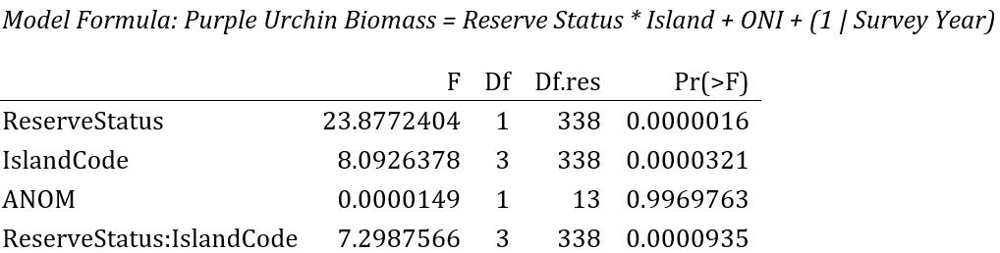 Model Formula: Purple Urchin Biomass = Reserve Status * Island + ONI + (1 | Survey Year)
F Df Df.res Pr(>F)
ReserveStatus 23.8772404 1 338 0.0000016
IslandCode 8.0926378 3 338 0.0000321
ANOM 0.0000149 1 13 0.9969763
ReserveStatus:IslandCode 7.2987566 3 338 0.0000935